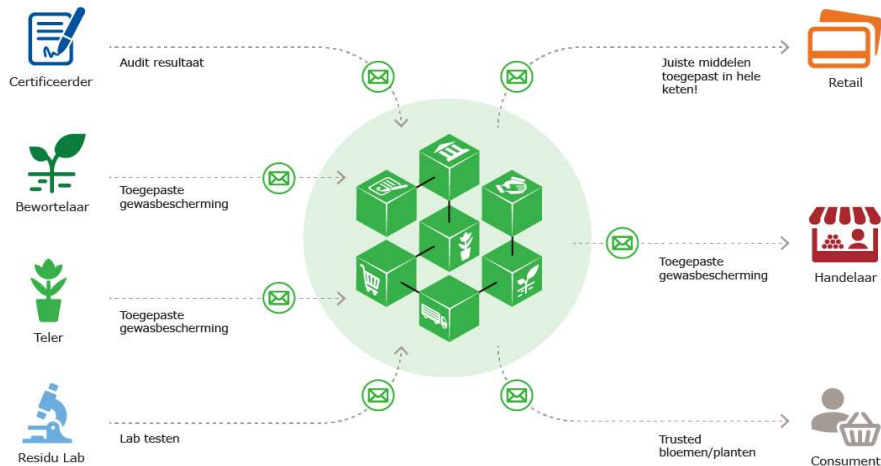 Certificeerder
Audit resultaat
Juiste middelen
toegepast in hele
keten!
Retail
Bewortelaar
Toegepaste
gewasbescherming
Toegepaste
gewasbescherming
Handelaar
Teler
Toegepaste
gewasbescherming
Residu Lab
Lab testen
Trusted
bloemen/planten
Consument